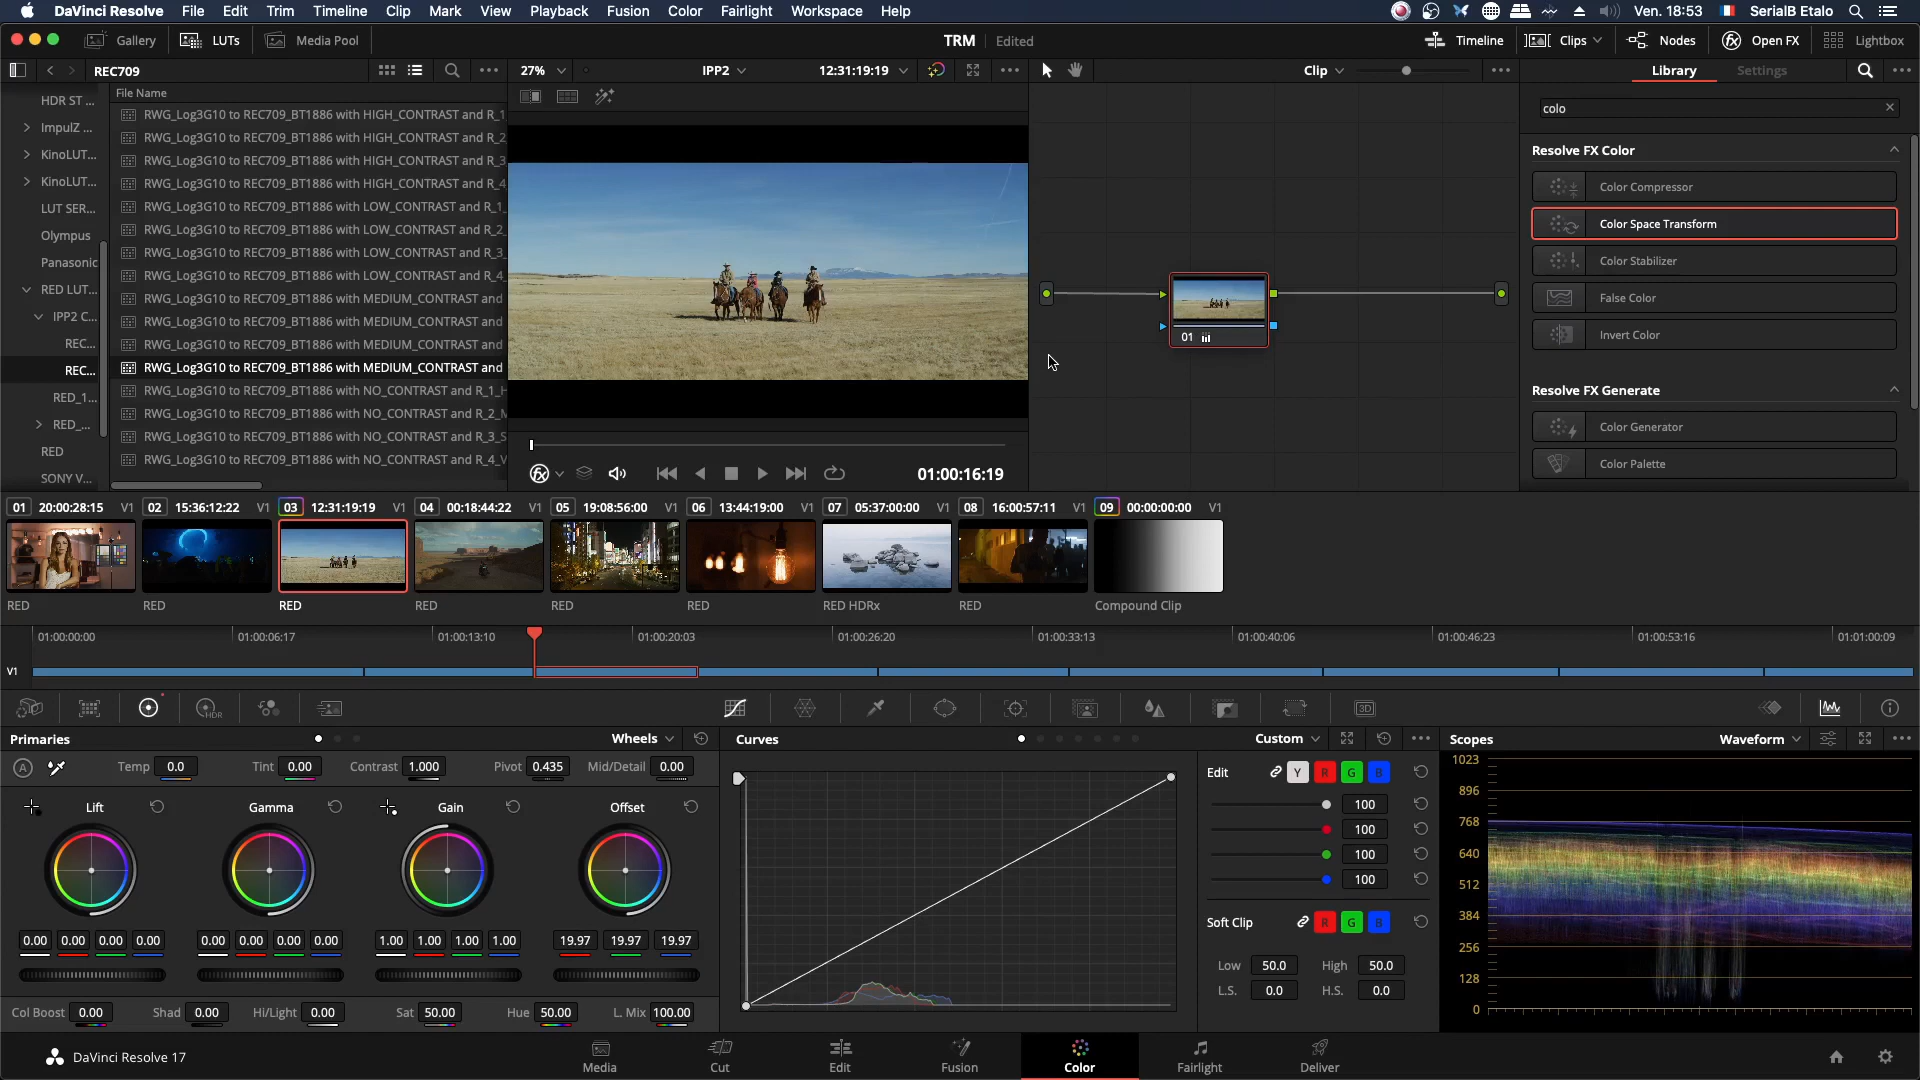 DaVinci Resolve File Edit Trim Timeline Clip Mark View Playback Fusion Color Fairlight Workspace Help Ven. 18:53 SerialB Etalo
Gallery LUTs Media Pool TRM Edited Timeline Clips Nodes Open FX Lightbox
REC709 27% IPP2 12:31:19:19 Clip Library Settings
File Name
colo
HDR ST ...
ImpulZ ...
KinoLUT...
KinoLUT...
LUT SER...
Olympus
Panasonic
RED LUT...
IPP2 C...
REC...
REC...
RED_1...
RED_...
RED
SONY V...
RWG_Log3G10 to REC709_BT1886 with HIGH_CONTRAST and R_1_
RWG_Log3G10 to REC709_BT1886 with HIGH_CONTRAST and R_2_
RWG_Log3G10 to REC709_BT1886 with HIGH_CONTRAST and R_3_
RWG_Log3G10 to REC709_BT1886 with HIGH_CONTRAST and R_4_
RWG_Log3G10 to REC709_BT1886 with LOW_CONTRAST and R_1_
RWG_Log3G10 to REC709_BT1886 with LOW_CONTRAST and R_2_
RWG_Log3G10 to REC709_BT1886 with LOW_CONTRAST and R_3_
RWG_Log3G10 to REC709_BT1886 with LOW_CONTRAST and R_4_
RWG_Log3G10 to REC709_BT1886 with MEDIUM_CONTRAST and
RWG_Log3G10 to REC709_BT1886 with MEDIUM_CONTRAST and
RWG_Log3G10 to REC709_BT1886 with MEDIUM_CONTRAST and
RWG_Log3G10 to REC709_BT1886 with MEDIUM_CONTRAST and
RWG_Log3G10 to REC709_BT1886 with NO_CONTRAST and R_1_H
RWG_Log3G10 to REC709_BT1886 with NO_CONTRAST and R_2_M
RWG_Log3G10 to REC709_BT1886 with NO_CONTRAST and R_3_S
RWG_Log3G10 to REC709_BT1886 with NO_CONTRAST and R_4_V
01:00:16:19
01
Resolve FX Color
Color Compressor
Color Space Transform
Color Stabilizer
False Color
Invert Color
Resolve FX Generate
Color Generator
Color Palette
01 20:00:28:15 V1 02 15:36:12:22 V1 03 12:31:19:19 V1 04 00:18:44:22 V1 05 19:08:56:00 V1 06 13:44:19:00 V1 07 05:37:00:00 V1 08 16:00:57:11 V1 09 00:00:00:00 V1
RED RED RED RED RED RED RED HDRx RED Compound Clip
01:00:00:00 01:00:06:17 01:00:13:10 01:00:20:03 01:00:26:20 01:00:33:13 01:00:40:06 01:00:46:23 01:00:53:16 01:01:00:09
V1
HDR 3D
Primaries Wheels Curves Custom Scopes Waveform
A Temp 0.0 Tint 0.00 Contrast 1.000 Pivot 0.435 Mid/Detail 0.00
Lift Gamma Gain Offset
0.00 0.00 0.00 0.00 0.00 0.00 0.00 0.00 1.00 1.00 1.00 1.00 19.97 19.97 19.97
Col Boost 0.00 Shad 0.00 Hi/Light 0.00 Sat 50.00 Hue 50.00 L. Mix 100.00
Edit Y R G B
100
100
100
100
Soft Clip R G B
Low 50.0 High 50.0
L.S. 0.0 H.S. 0.0
1023
896
768
640
512
384
256
128
0
DaVinci Resolve 17 Media Cut Edit Fusion Color Fairlight Deliver